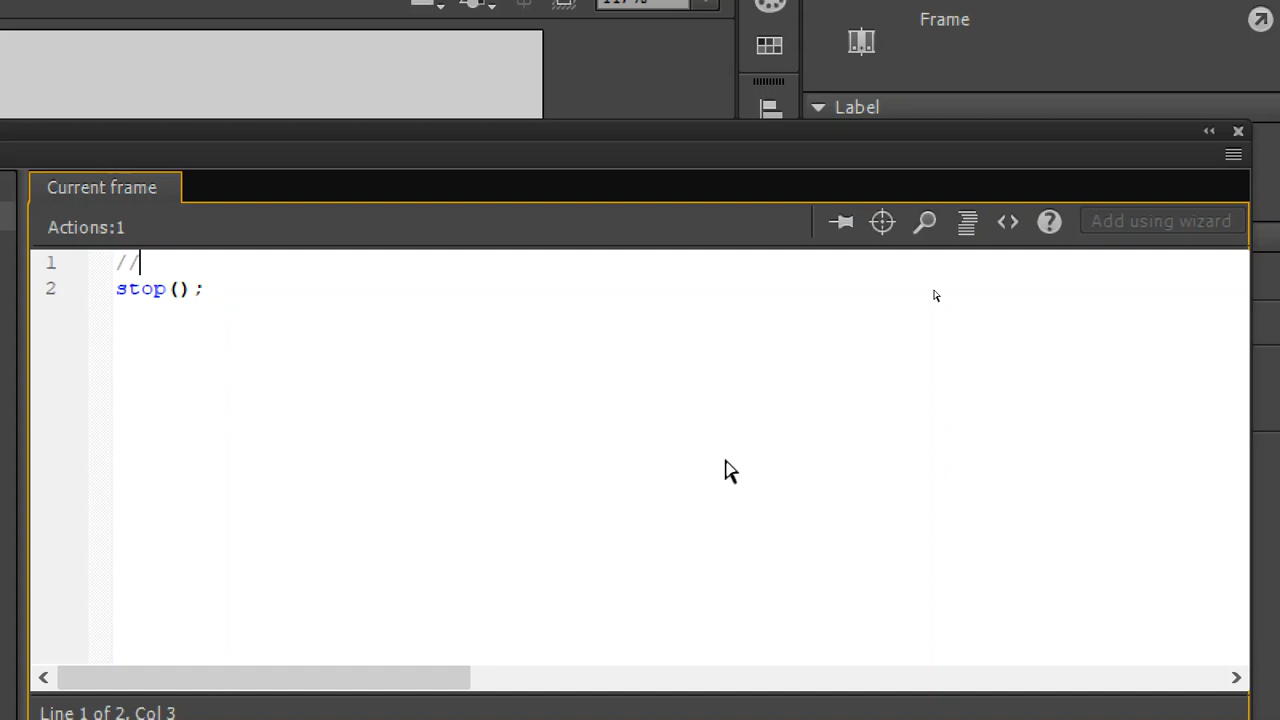 Frame
Label
Current frame
Actions:1
Add using wizard
1 //
2 stop();
Line 1 of 2, Col 3